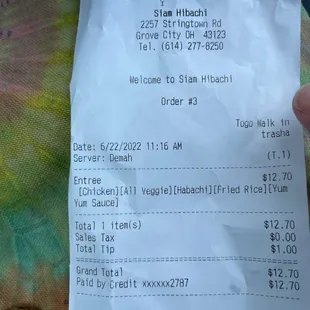 Siam Hibachi
2257 Stringtown Rd
Grove City OH 43123
Tel. (614) 277-8250
Welcome to Siam Hibachi
Order #3
Togo Walk in
trasha
Date: 6/22/2022 11:16 AM
Server: Demah (T.1)
Entree $12.70
[Chicken][All Veggie][Habachi][Fried Rice][Yum
Yum Sauce]
Total 1 item(s) $12.70
Sales Tax $0.00
Total Tip $1.00
Grand Total $12.70
Paid by Credit xxxxxx2787 $12.70